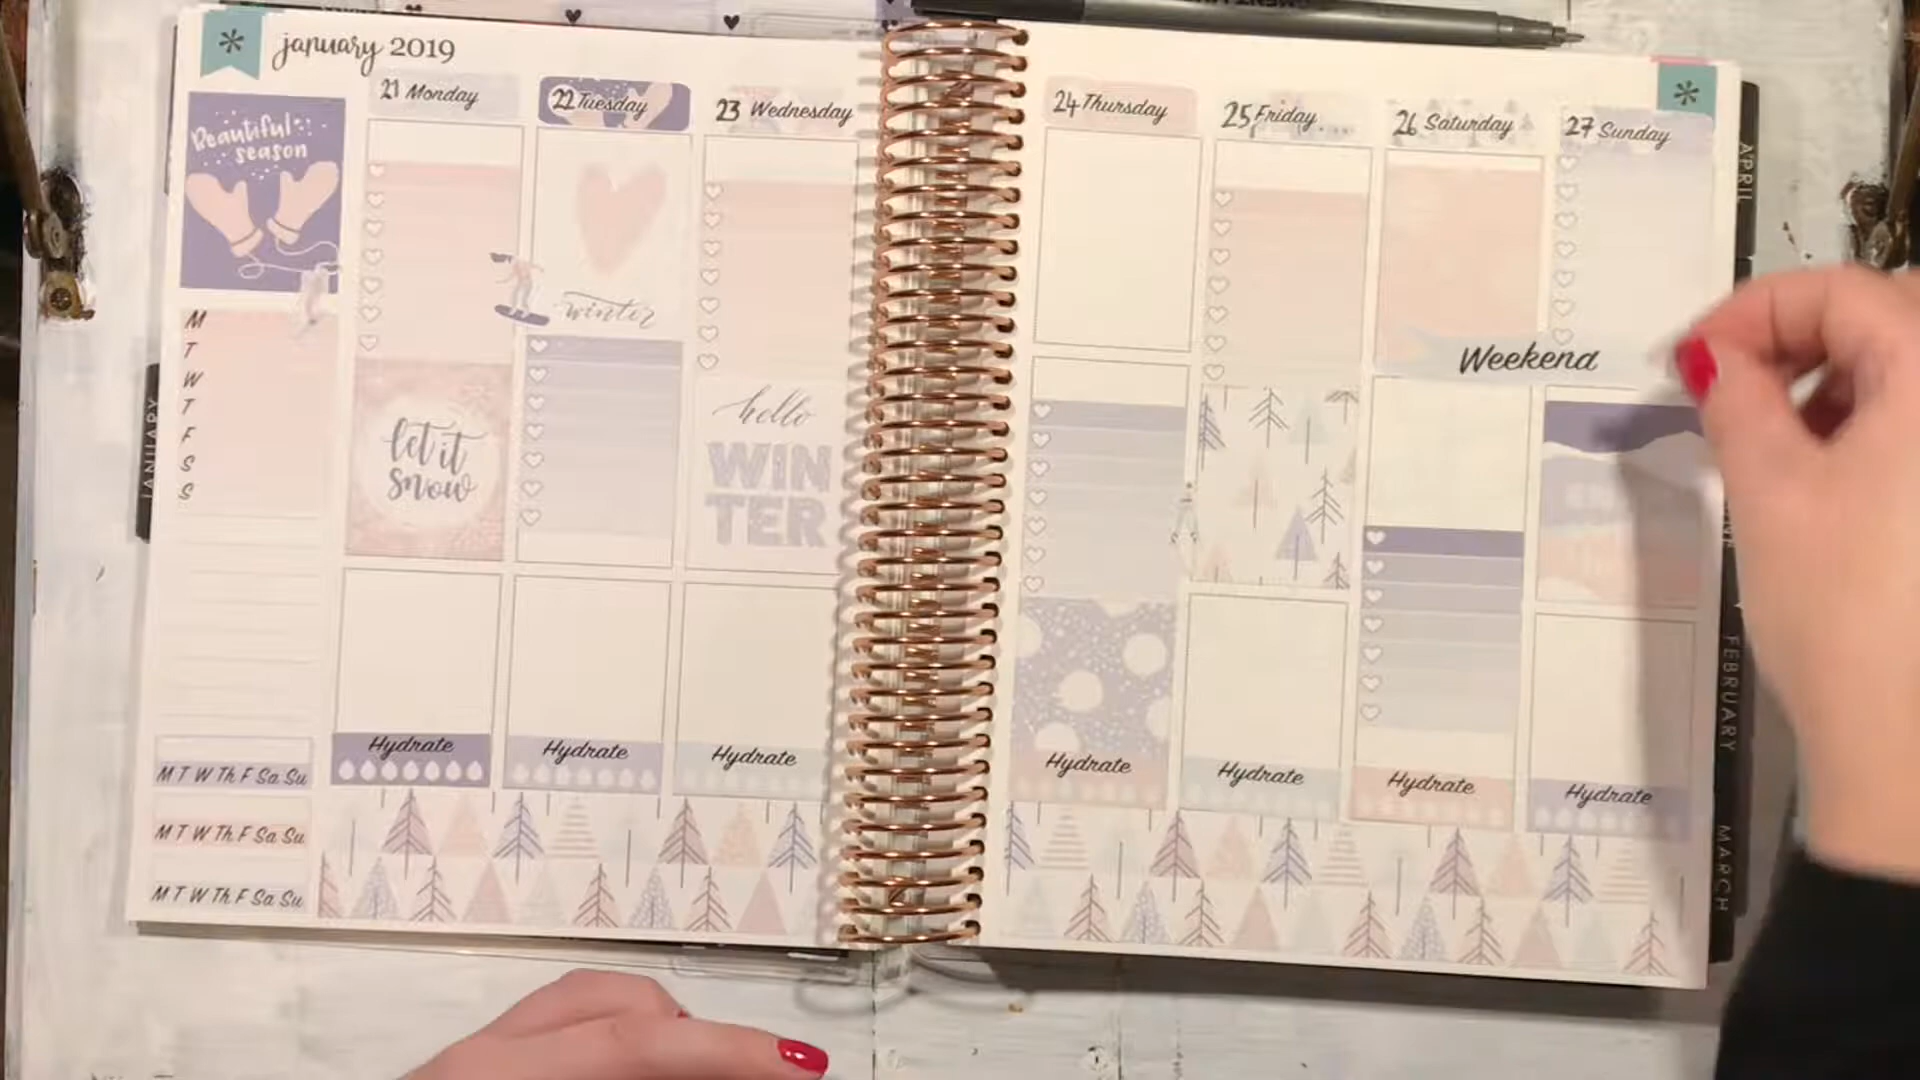 january 2019
21 Monday
22 Tuesday
23 Wednesday
24 Thursday
25 Friday
26 Saturday
27 Sunday
Beautiful
season
M
T
W
T
F
S
S
let it
snow
winter
hello
WIN
TER
Weekend
Hydrate
Hydrate
Hydrate
Hydrate
Hydrate
Hydrate
Hydrate
M T W Th F Sa Su
M T W Th F Sa Su
M T W Th F Sa Su
JANUARY
APRIL
FEBRUARY
MARCH